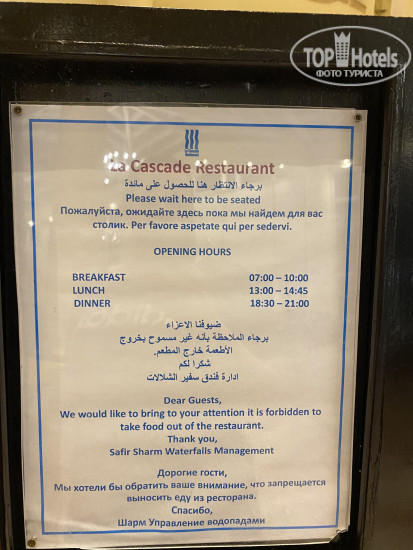 TOP Hotels
ФОТО ТУРИСТА
La Cascade Restaurant
برجاء الانتظار هنا للحصول على مائدة
Please wait here to be seated
Пожалуйста, ожидайте здесь пока мы найдем для вас
столик. Per favore aspetate qui per sedervi.
OPENING HOURS
BREAKFAST 07:00 – 10:00
LUNCH 13:00 - 14:45
DINNER 18:30 - 21:00
ضيوفنا الاعزاء
برجاء الملاحظة بأنه غير مسموح بخروج
الأطعمة خارج المطعم.
شكرا لكم
ادارة فندق سفير الشلالات
Dear Guests,
We would like to bring to your attention it is forbidden to
take food out of the restaurant.
Thank you,
Safir Sharm Waterfalls Management
Дорогие гости,
Мы хотели бы обратить ваше внимание, что запрещается
выносить еду из ресторана.
Спасибо,
Шарм Управление водопадами